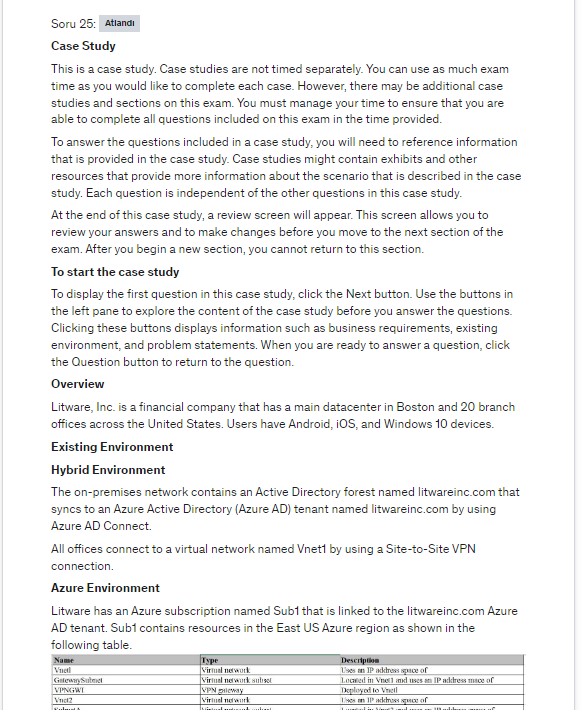 Soru 25: Atlandı
Case Study
This is a case study. Case studies are not timed separately. You can use as much exam
time as you would like to complete each case. However, there may be additional case
studies and sections on this exam. You must manage your time to ensure that you are
able to complete all questions included on this exam in the time provided.
To answer the questions included in a case study, you will need to reference information
that is provided in the case study. Case studies might contain exhibits and other
resources that provide more information about the scenario that is described in the case
study. Each question is independent of the other questions in this case study.
At the end of this case study, a review screen will appear. This screen allows you to
review your answers and to make changes before you move to the next section of the
exam. After you begin a new section, you cannot return to this section.
To start the case study
To display the first question in this case study, click the Next button. Use the buttons in
the left pane to explore the content of the case study before you answer the questions.
Clicking these buttons displays information such as business requirements, existing
environment, and problem statements. When you are ready to answer a question, click
the Question button to return to the question.
Overview
Litware, Inc. is a financial company that has a main datacenter in Boston and 20 branch
offices across the United States. Users have Android, iOS, and Windows 10 devices.
Existing Environment
Hybrid Environment
The on-premises network contains an Active Directory forest named litwareinc.com that
syncs to an Azure Active Directory (Azure AD) tenant named litwareinc.com by using
Azure AD Connect.
All offices connect to a virtual network named Vnet1 by using a Site-to-Site VPN
connection.
Azure Environment
Litware has an Azure subscription named Sub1 that is linked to the litwareinc.com Azure
AD tenant. Sub1 contains resources in the East US Azure region as shown in the
following table.
Name Type Description
Vnet1 Virtual network Uses an IP address space of
GatewaySubnet Virtual network subnet Located in Vnet1 and uses an IP address space of
VPNGW1 VPN gateway Deployed to Vnet1
Vnet2 Virtual network Uses an IP address space of